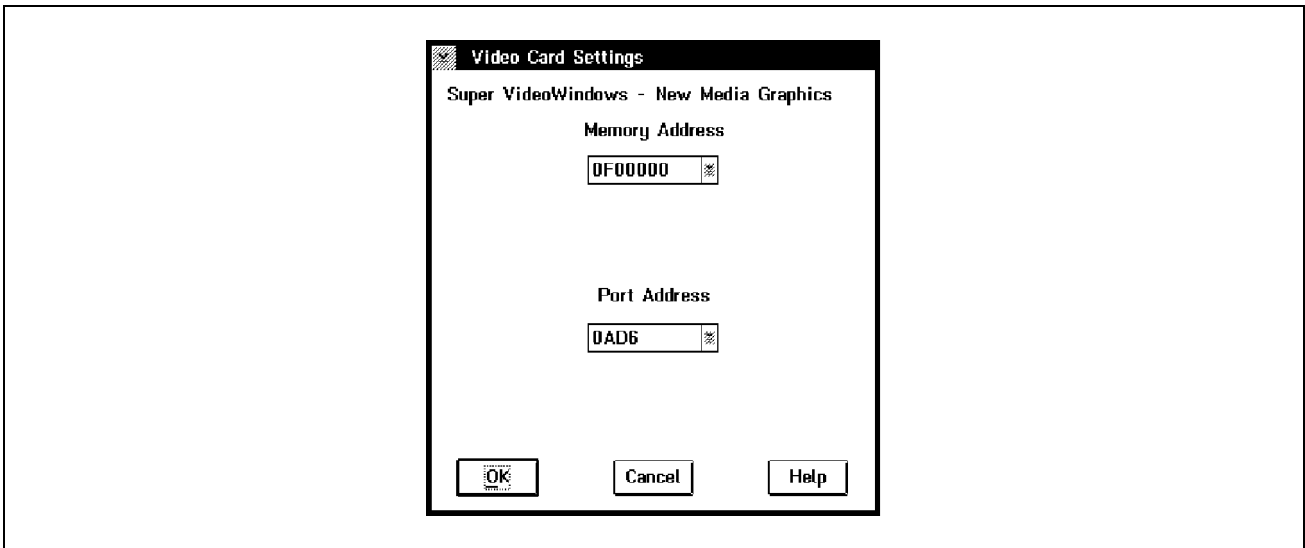 Video Card Settings
Super VideoWindows - New Media Graphics
Memory Address
0F00000
Port Address
0AD6
OK
Cancel
Help